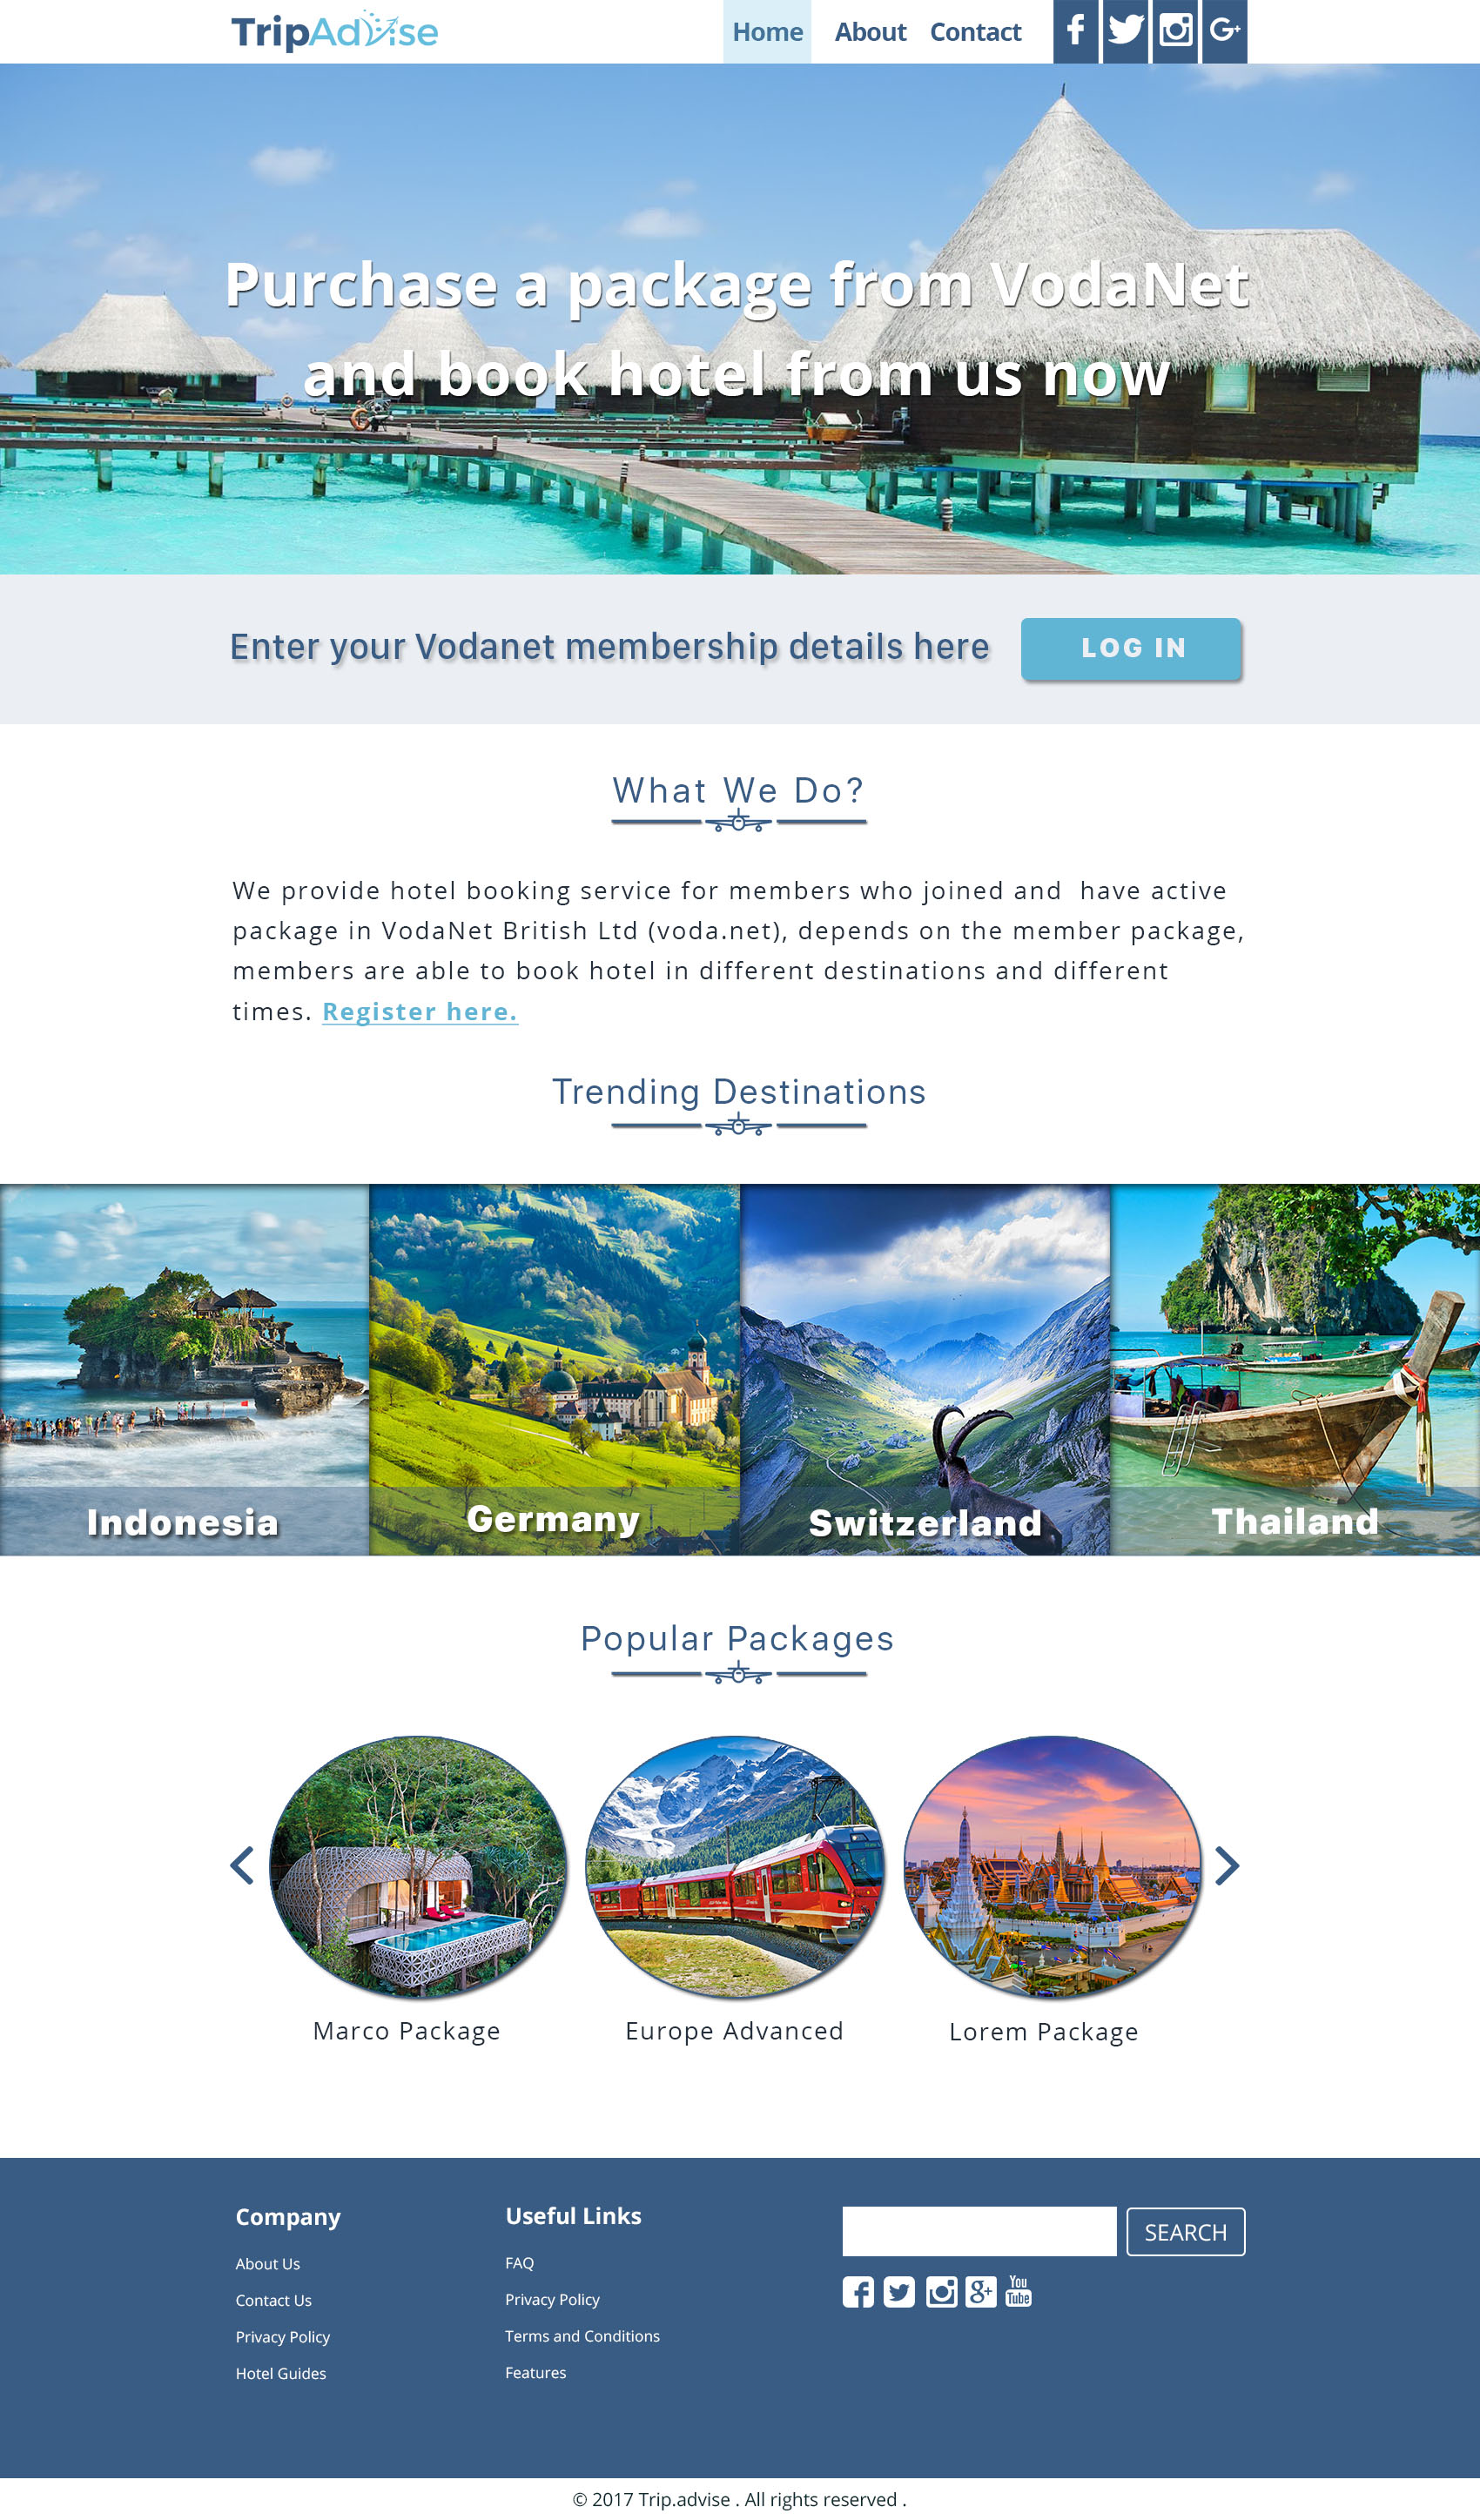 TripAdvise
Home About Contact
Purchase a package from VodaNet
and book hotel from us now
Enter your Vodanet membership details here
LOG IN
What We Do?
We provide hotel booking service for members who joined and  have active
package in VodaNet British Ltd (voda.net), depends on the member package,
members are able to book hotel in different destinations and different
times. Register here.
Trending Destinations
Indonesia
Germany
Switzerland
Thailand
Popular Packages
Marco Package
Europe Advanced
Lorem Package
Company
About Us
Contact Us
Privacy Policy
Hotel Guides
Useful Links
FAQ
Privacy Policy
Terms and Conditions
Features
SEARCH
You
Tube
© 2017 Trip.advise . All rights reserved .